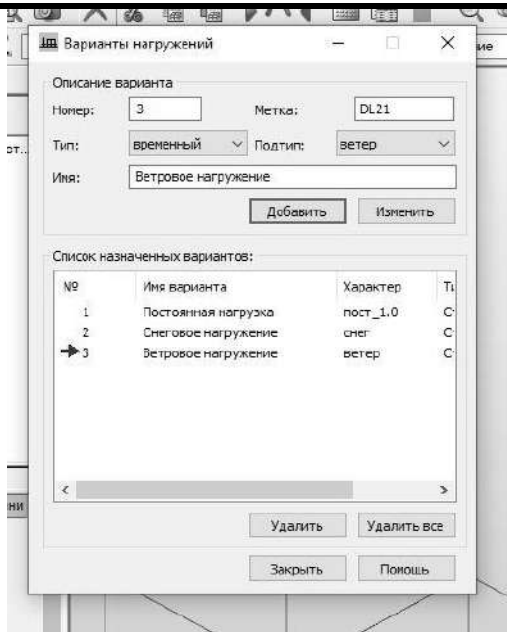 Варианты нагружений
Описание варианта
Номер: 3 Метка: DL21
Тип: временный Подтип: ветер
Имя: Ветровое нагружение
Добавить Изменить
Список назначенных вариантов:
№ Имя варианта Характер
1 Постоянная нагрузка пост_1.0
2 Снеговое нагружение снег
3 Ветровое нагружение ветер
Удалить Удалить все
Закрыть Помощь